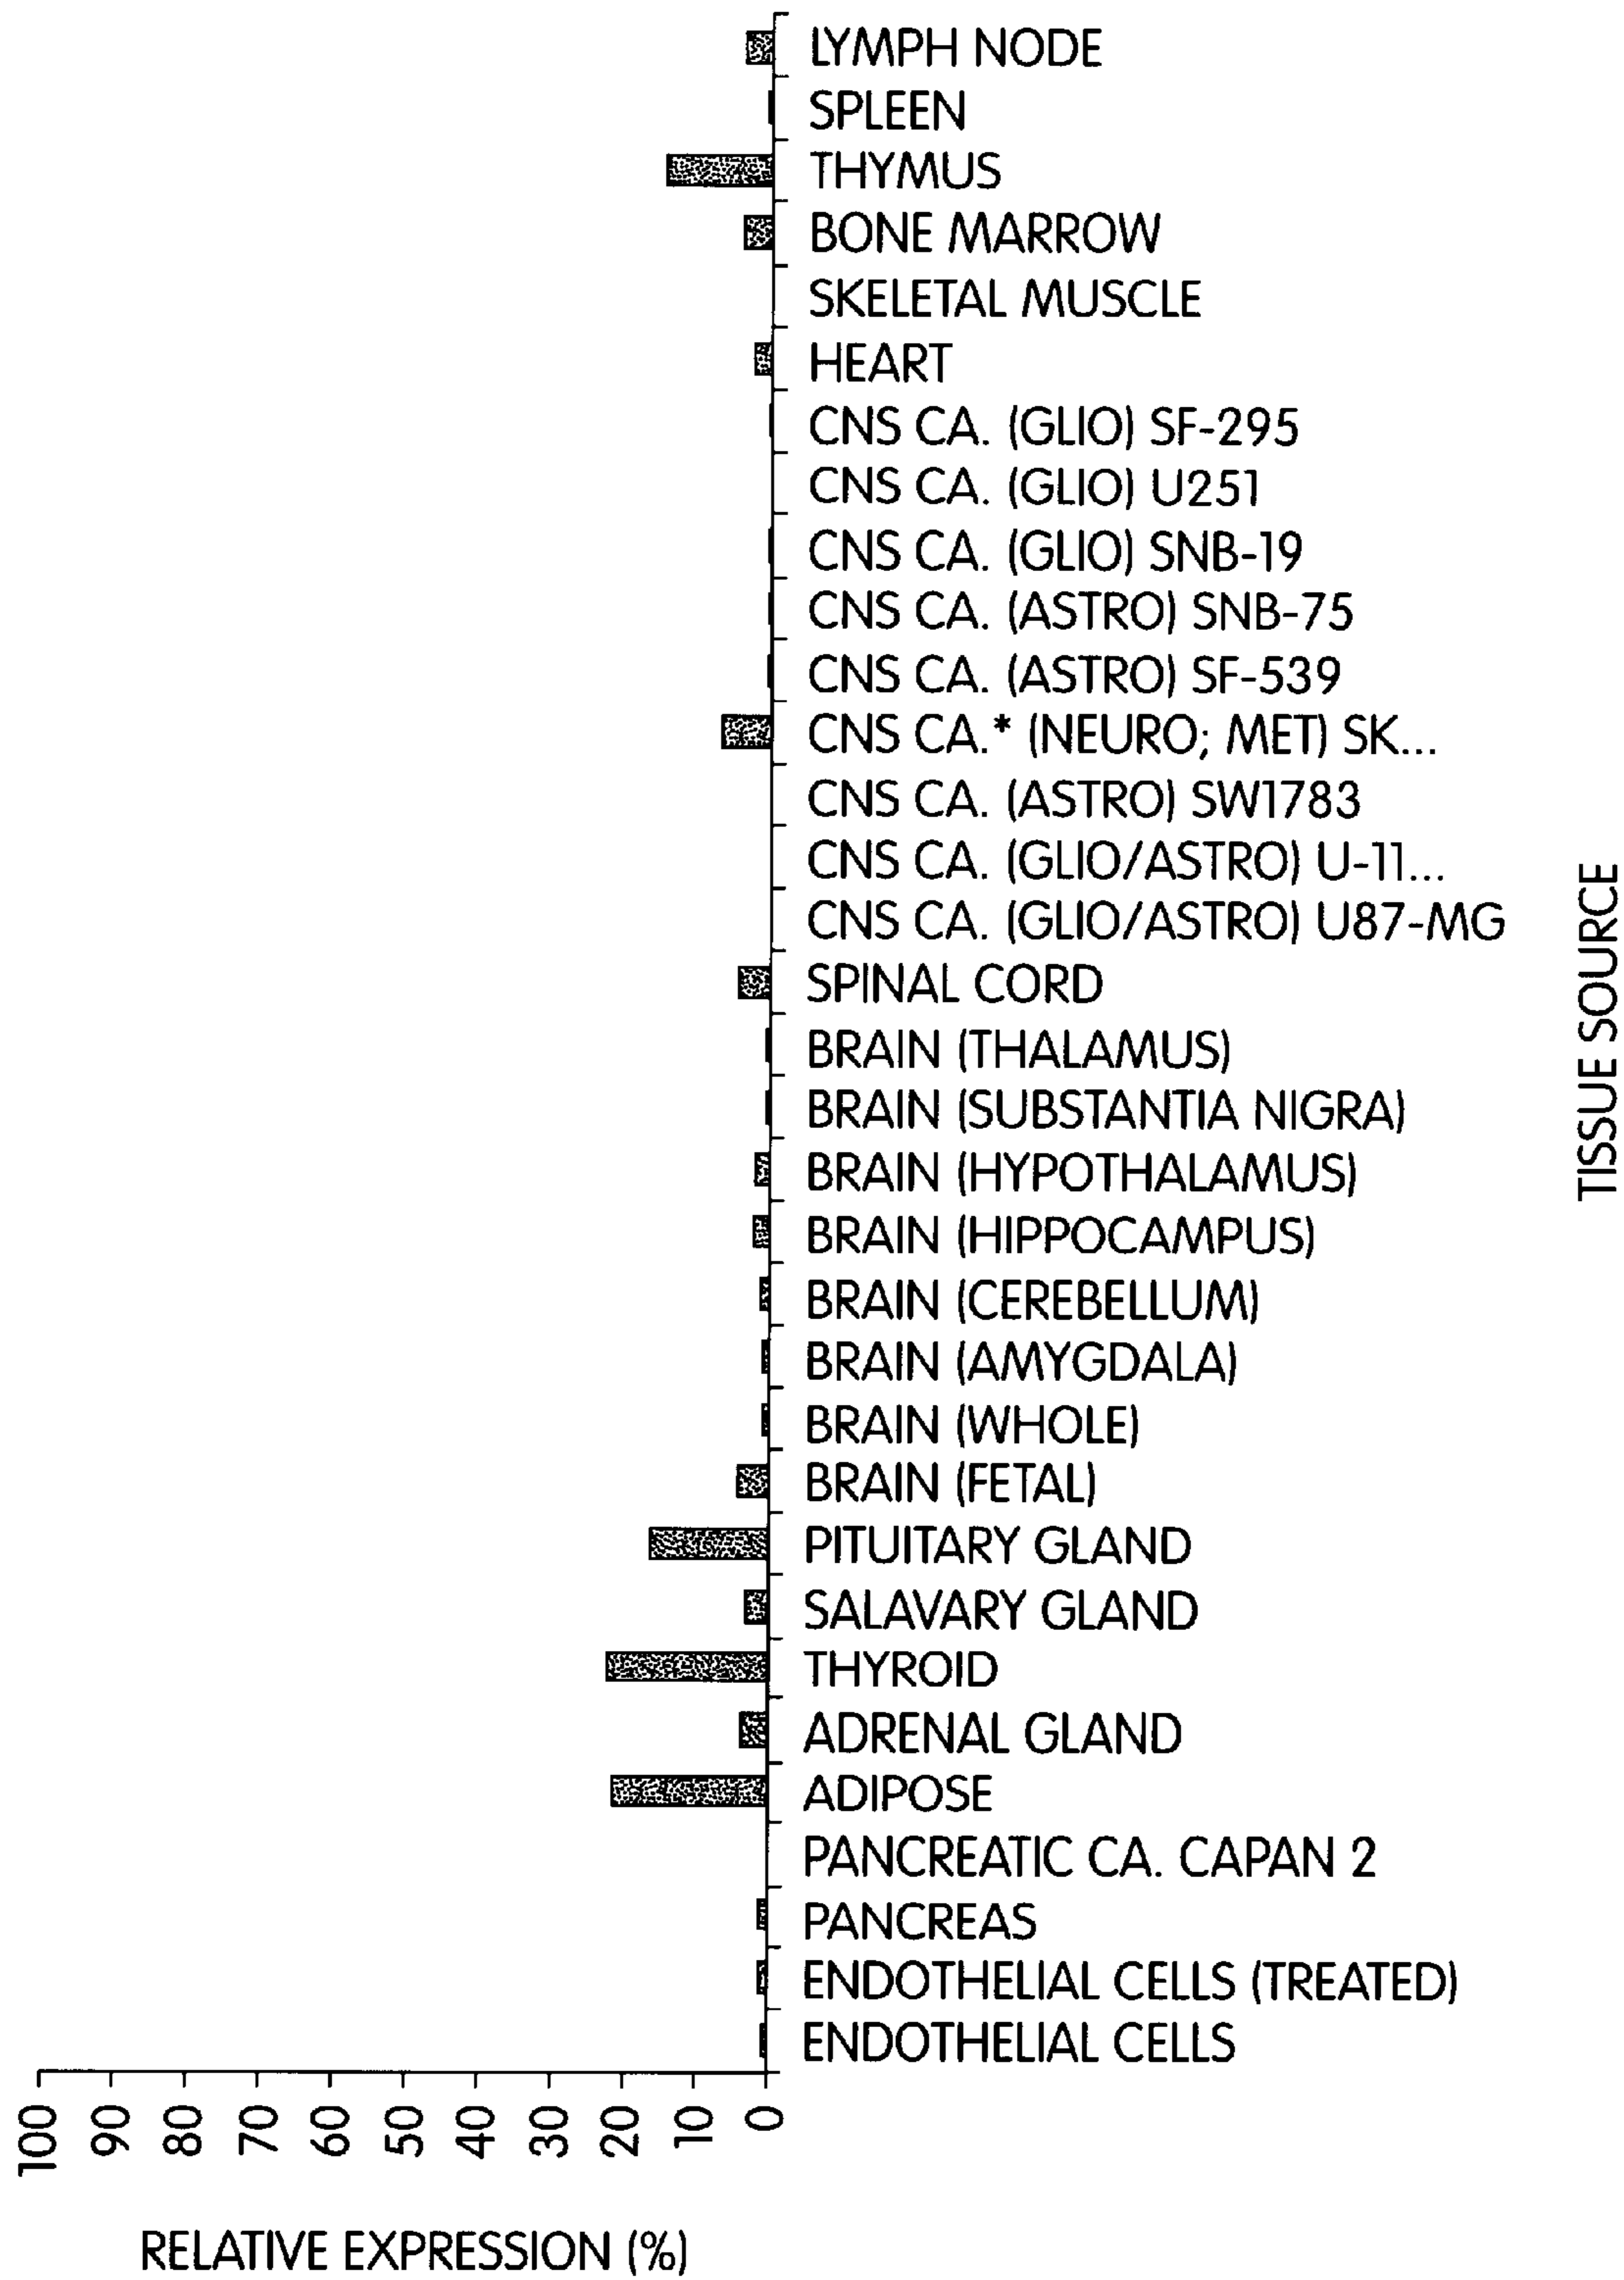 LYMPH NODE
SPLEEN
THYMUS
BONE MARROW
SKELETAL MUSCLE
HEART
CNS CA. (GLIO) SF-295
CNS CA. (GLIO) U251
CNS CA. (GLIO) SNB-19
CNS CA. (ASTRO) SNB-75
CNS CA. (ASTRO) SF-539
CNS CA.* (NEURO; MET) SK...
CNS CA. (ASTRO) SW1783
CNS CA. (GLIO/ASTRO) U-11...
CNS CA. (GLIO/ASTRO) U87-MG
SPINAL CORD
BRAIN (THALAMUS)
BRAIN (SUBSTANTIA NIGRA)
BRAIN (HYPOTHALAMUS)
BRAIN (HIPPOCAMPUS)
BRAIN (CEREBELLUM)
BRAIN (AMYGDALA)
BRAIN (WHOLE)
BRAIN (FETAL)
PITUITARY GLAND
SALAVARY GLAND
THYROID
ADRENAL GLAND
ADIPOSE
PANCREATIC CA. CAPAN 2
PANCREAS
ENDOTHELIAL CELLS (TREATED)
ENDOTHELIAL CELLS
TISSUE SOURCE
100 90 80 70 60 50 40 30 20 10 0
RELATIVE EXPRESSION (%)